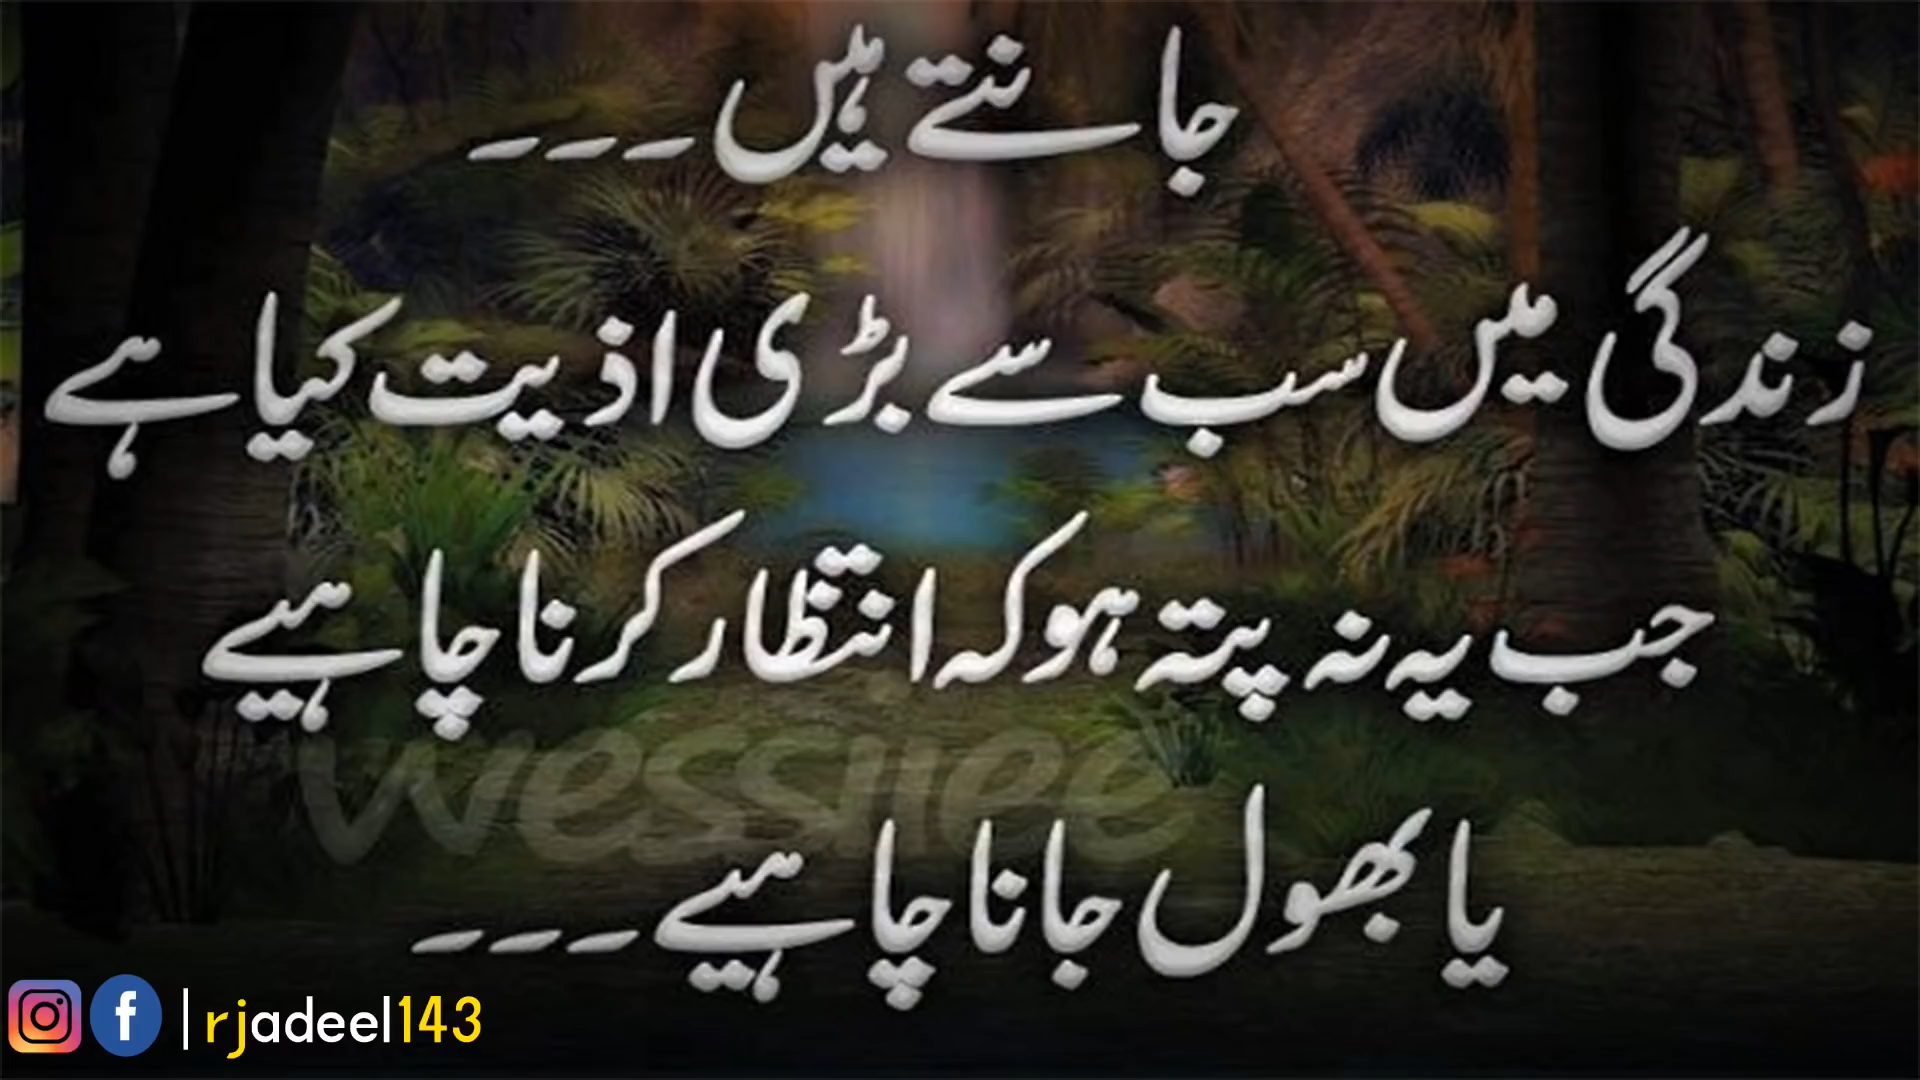 جانتے ہیں ۔۔۔
زندگی میں سب سے بڑی اذیت کیا ہے
جب یہ نہ پتہ ہو کہ انتظار کرنا چاہیے
wessiiee
یا بھول جانا چاہیے ۔۔۔
|rjadeel143